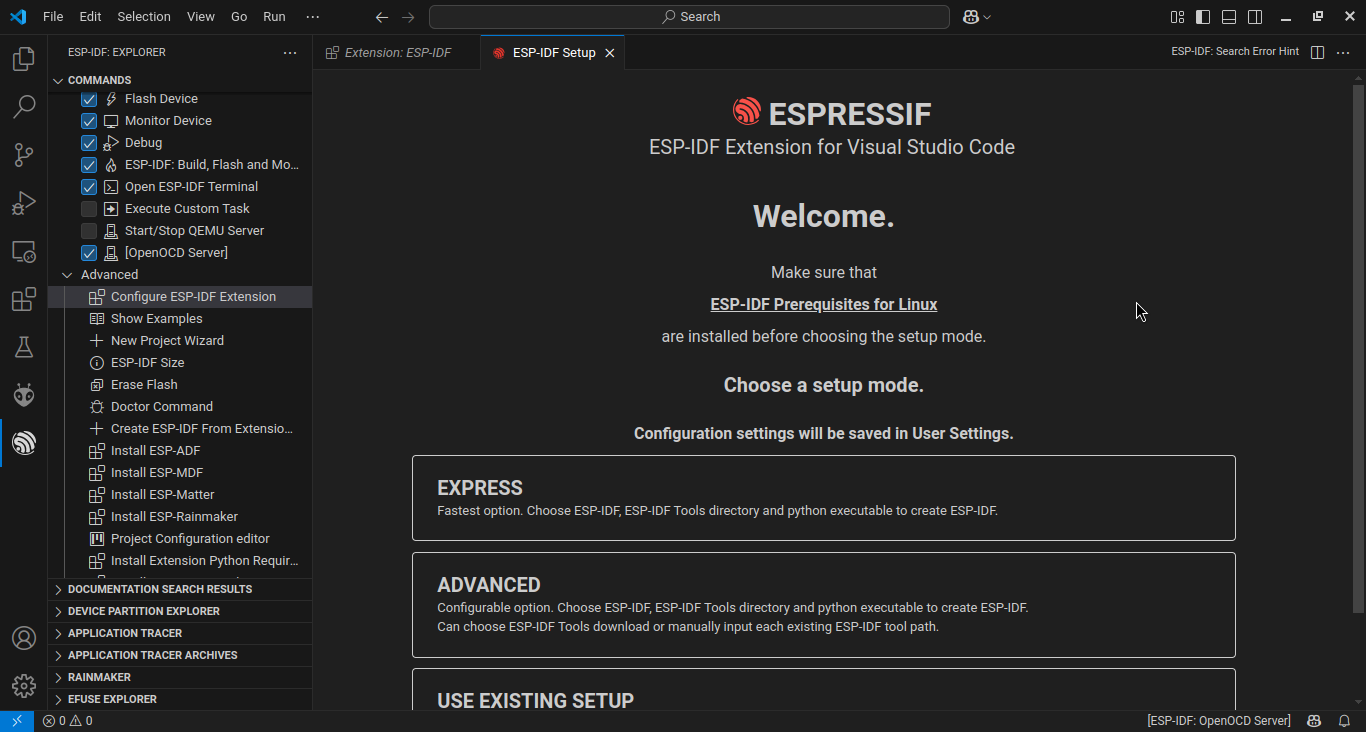 File Edit Selection View Go Run ···
Search
ESP-IDF: EXPLORER ···
COMMANDS
Flash Device
Monitor Device
Debug
ESP-IDF: Build, Flash and Mo...
Open ESP-IDF Terminal
Execute Custom Task
Start/Stop QEMU Server
[OpenOCD Server]
Advanced
Configure ESP-IDF Extension
Show Examples
New Project Wizard
ESP-IDF Size
Erase Flash
Doctor Command
Create ESP-IDF From Extensio...
Install ESP-ADF
Install ESP-MDF
Install ESP-Matter
Install ESP-Rainmaker
Project Configuration editor
Install Extension Python Requir...
DOCUMENTATION SEARCH RESULTS
DEVICE PARTITION EXPLORER
APPLICATION TRACER
APPLICATION TRACER ARCHIVES
RAINMAKER
EFUSE EXPLORER
Extension: ESP-IDF
ESP-IDF Setup
ESP-IDF: Search Error Hint
ESPRESSIF
ESP-IDF Extension for Visual Studio Code
Welcome.
Make sure that
ESP-IDF Prerequisites for Linux
are installed before choosing the setup mode.
Choose a setup mode.
Configuration settings will be saved in User Settings.
EXPRESS
Fastest option. Choose ESP-IDF, ESP-IDF Tools directory and python executable to create ESP-IDF.
ADVANCED
Configurable option. Choose ESP-IDF, ESP-IDF Tools directory and python executable to create ESP-IDF.
Can choose ESP-IDF Tools download or manually input each existing ESP-IDF tool path.
USE EXISTING SETUP
0 0
[ESP-IDF: OpenOCD Server]